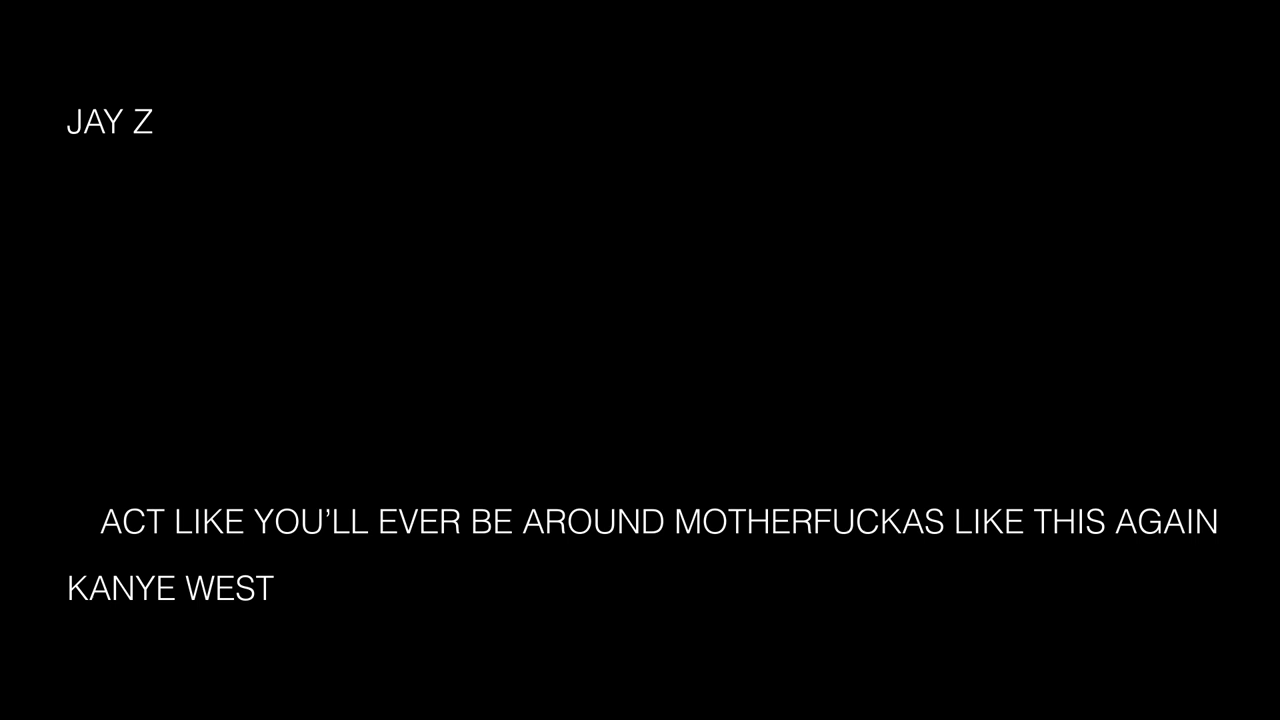 JAY Z
ACT LIKE YOU’LL EVER BE AROUND MOTHERFUCKAS LIKE THIS AGAIN
KANYE WEST